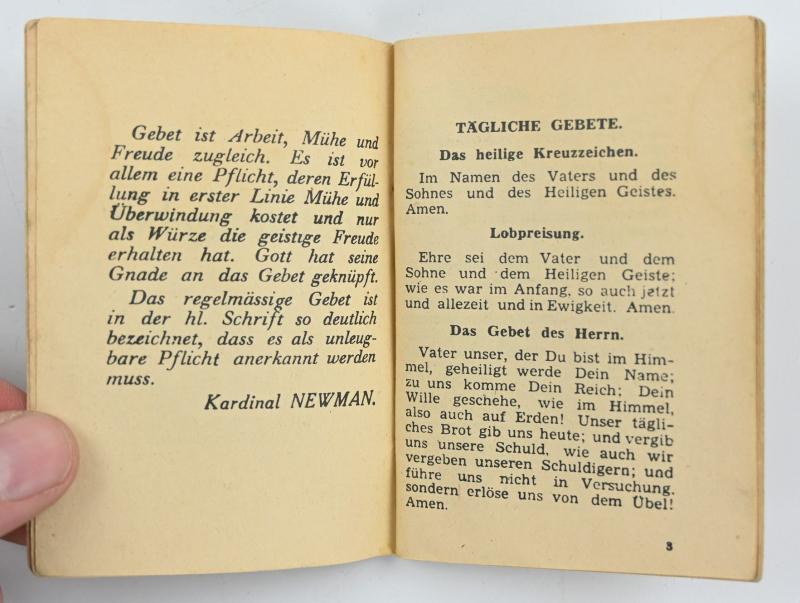 Gebet ist Arbeit, Mühe und
Freude zugleich. Es ist vor
allem eine Pflicht, deren Erfül-
lung in erster Linie Mühe und
Überwindung kostet und nur
als Würze die geistige Freude
erhalten hat. Gott hat seine
Gnade an das Gebet geknüpft.
Das regelmässige Gebet ist
in der hl. Schrift so deutlich
bezeichnet, dass es als unleug-
bare Pflicht anerkannt werden
muss.
Kardinal NEWMAN.
TÄGLICHE GEBETE.
Das heilige Kreuzzeichen.
Im Namen des Vaters und des
Sohnes und des Heiligen Geistes.
Amen.
Lobpreisung.
Ehre sei dem Vater und dem
Sohne und dem Heiligen Geiste;
wie es war im Anfang, so auch jetzt
und allezeit und in Ewigkeit. Amen.
Das Gebet des Herrn.
Vater unser, der Du bist im Him-
mel, geheiligt werde Dein Name;
zu uns komme Dein Reich; Dein
Wille geschehe, wie im Himmel,
also auch auf Erden! Unser tägli-
ches Brot gib uns heute; und vergib
uns unsere Schuld, wie auch wir
vergeben unseren Schuldigern; und
führe uns nicht in Versuchung,
sondern erlöse uns von dem Übel!
Amen.
3